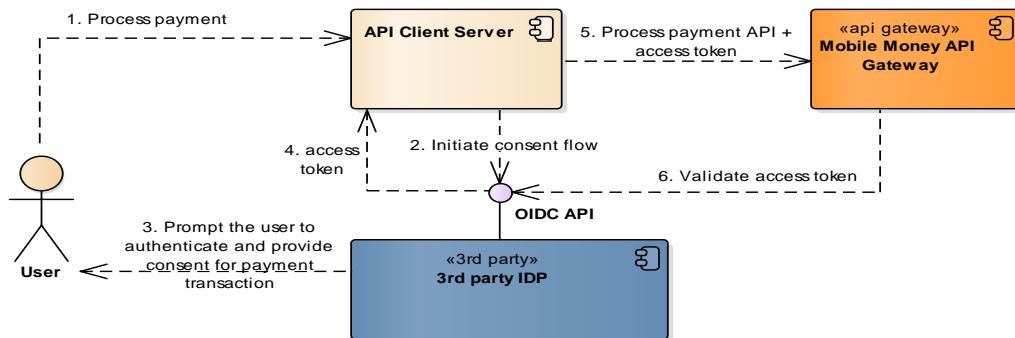 1. Process payment
API Client Server
5. Process payment API +
access token
«api gateway»
Mobile Money API
Gateway
4. access
token
2. Initiate consent flow
6. Validate access token
OIDC API
3. Prompt the user to
authenticate and provide
consent for payment
transaction
User
«3rd party»
3rd party IDP